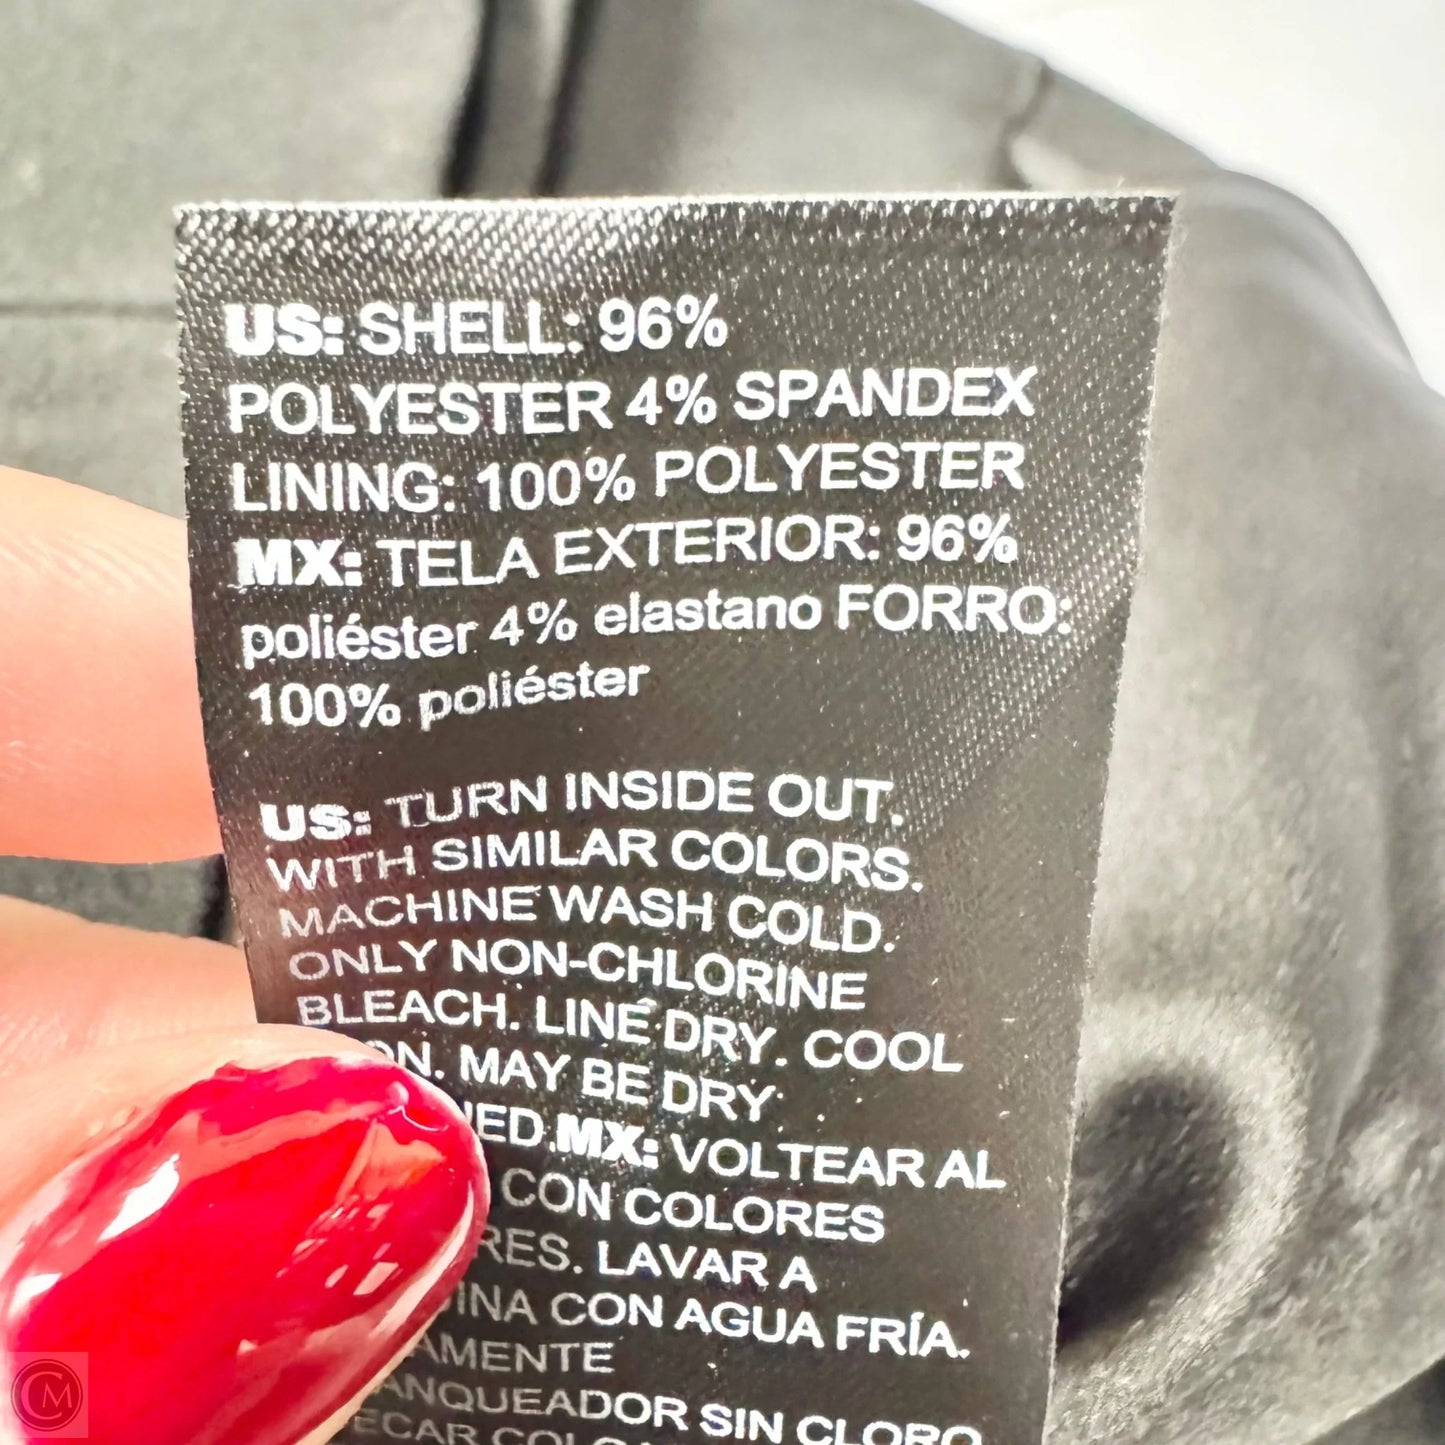 US: SHELL: 96%
POLYESTER 4% SPANDEX
LINING: 100% POLYESTER
MX: TELA EXTERIOR: 96%
poliéster 4% elastano FORRO:
100% poliéster
US: TURN INSIDE OUT.
WITH SIMILAR COLORS.
MACHINE WASH COLD.
ONLY NON-CHLORINE
BLEACH. LINE DRY. COOL
MAY BE DRY
MX: VOLTEAR AL
CON COLORES
LAVAR A
CON AGUA FRÍA.
SIN CLORO
CM